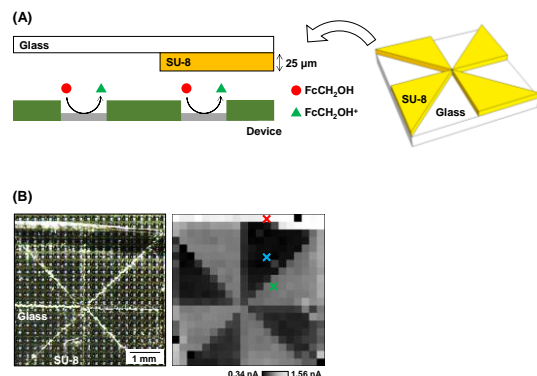 (A)
Glass
SU-8
25 μm
FcCH₂OH
FcCH₂OH⁺
Device
SU-8
Glass
(B)
Glass
SU-8
1 mm
0.34 nA 1.56 nA